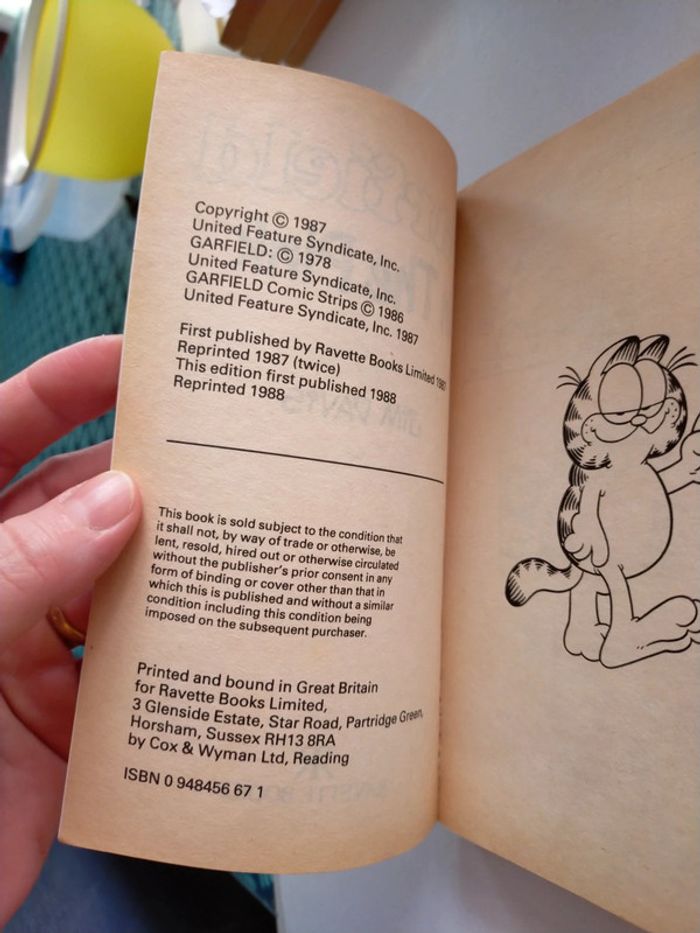 Copyright © 1987
United Feature Syndicate, Inc.
GARFIELD: © 1978
United Feature Syndicate, Inc.
GARFIELD Comic Strips © 1986
United Feature Syndicate, Inc. 1987
First published by Ravette Books Limited 1987
Reprinted 1987 (twice)
This edition first published 1988
Reprinted 1988
This book is sold subject to the condition that
it shall not, by way of trade or otherwise, be
lent, resold, hired out or otherwise circulated
without the publisher's prior consent in any
form of binding or cover other than that in
which this is published and without a similar
condition including this condition being
imposed on the subsequent purchaser.
Printed and bound in Great Britain
for Ravette Books Limited,
3 Glenside Estate, Star Road, Partridge Green,
Horsham, Sussex RH13 8RA
by Cox & Wyman Ltd, Reading
ISBN 0 948456 67 1